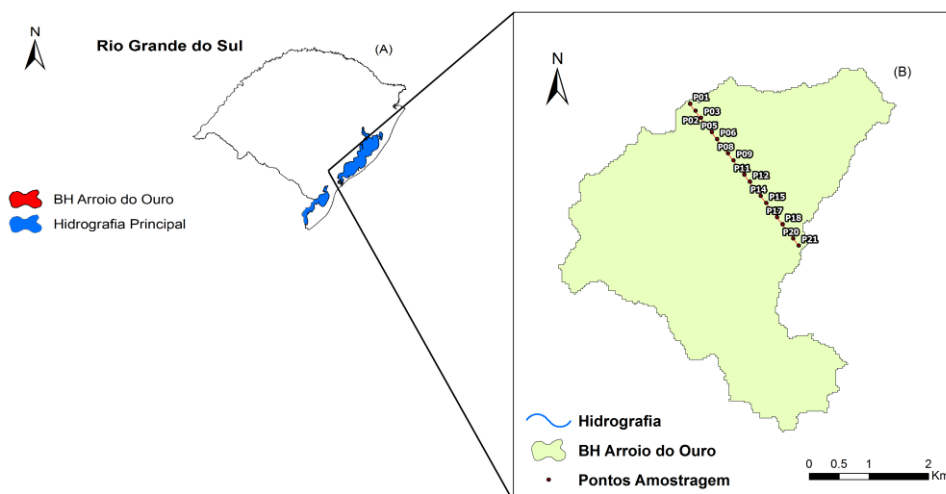 N
Rio Grande do Sul
(A)
BH Arroio do Ouro
Hidrografia Principal
N
(B)
P01
P03
P02
P05
P06
P08
P09
P11
P12
P14
P15
P17
P18
P20
P21
Hidrografia
BH Arroio do Ouro
Pontos Amostragem
0 0.5 1 2
Km